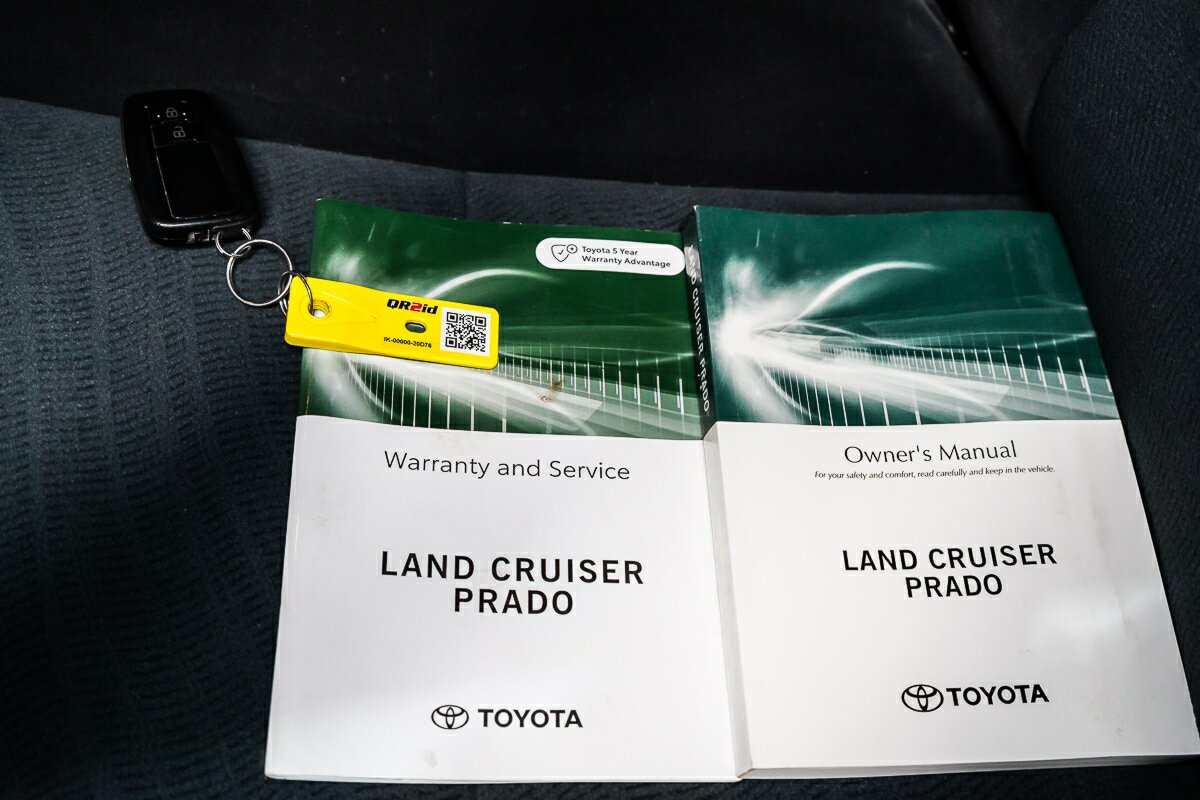 QR2id
IK-00000-20D76
Toyota 5 Year
Warranty Advantage
Warranty and Service
LAND CRUISER
PRADO
TOYOTA
LAND CRUISER PRADO
Owner's Manual
For your safety and comfort, read carefully and keep in the vehicle.
LAND CRUISER
PRADO
TOYOTA